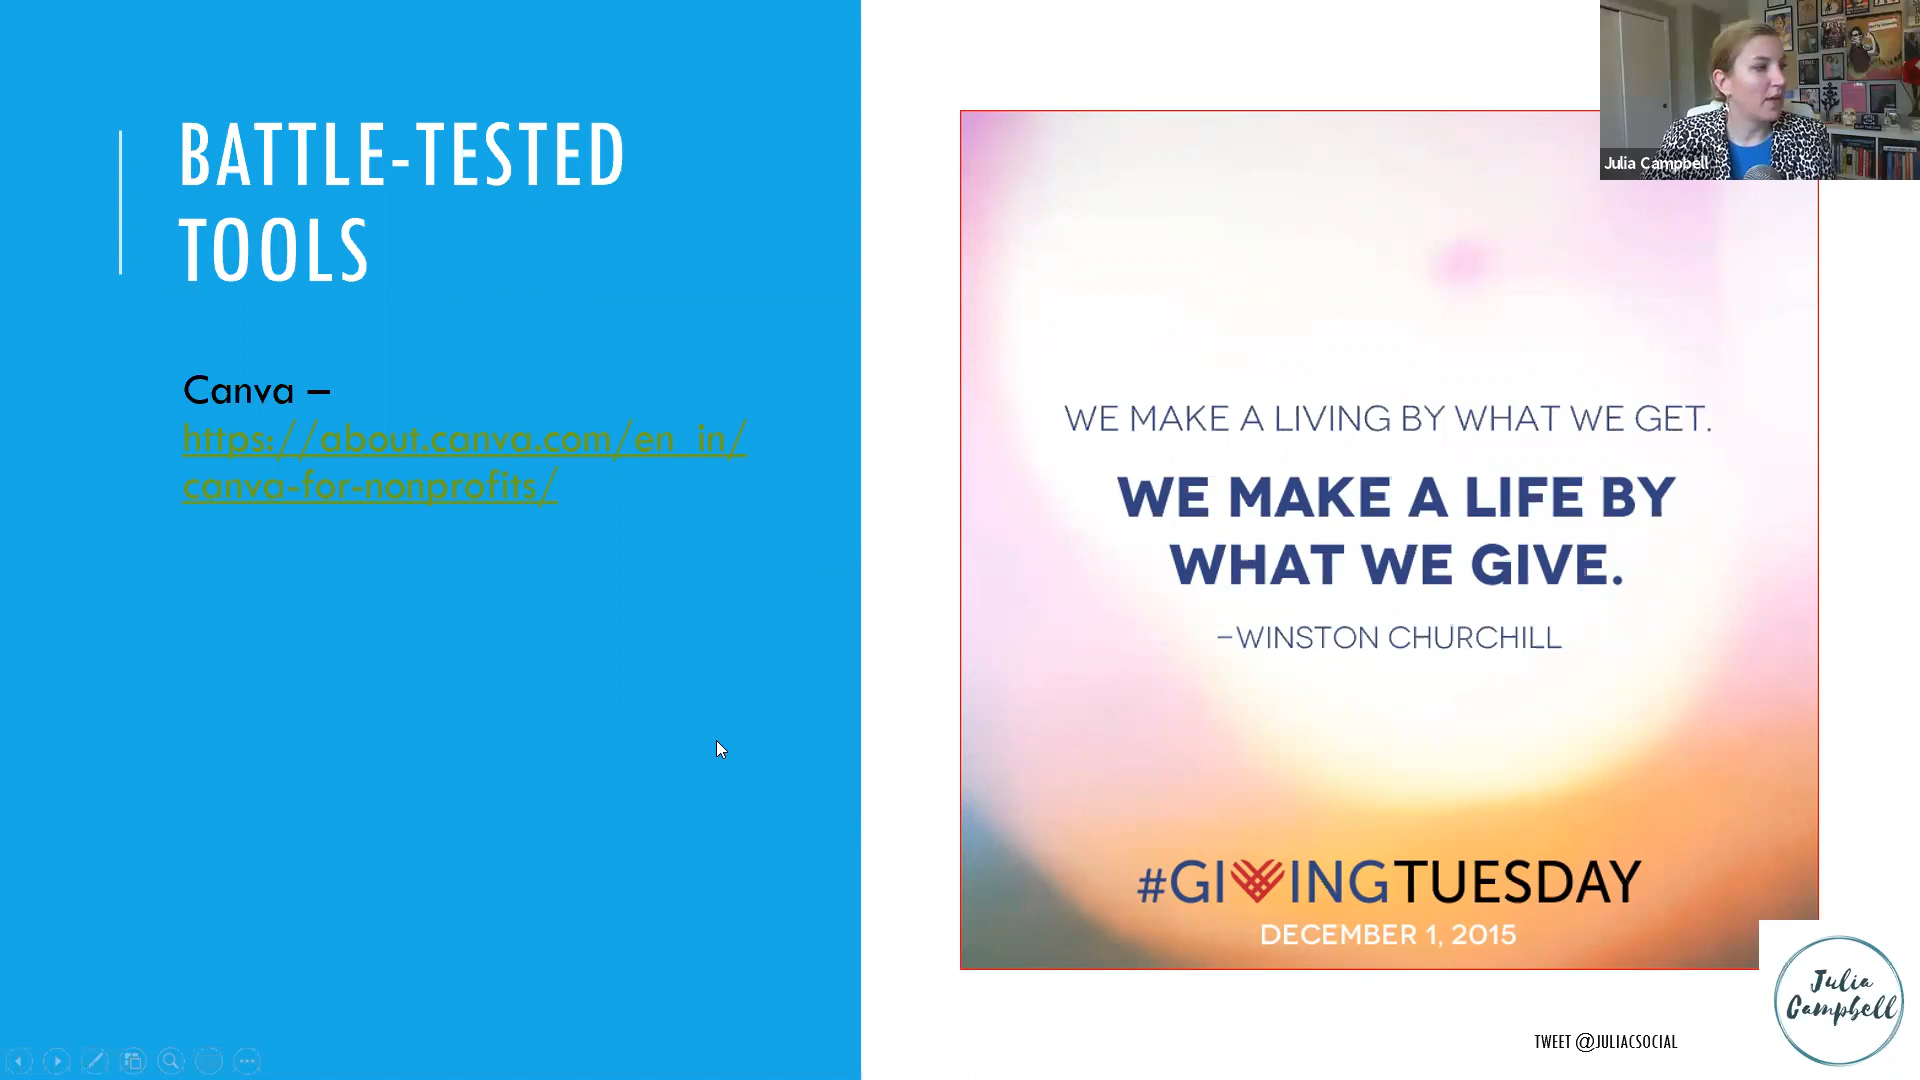 BATTLE-TESTED
TOOLS
Canva –
https://about.canva.com/en_in/
canva-for-nonprofits/
Julia Campbell
WE MAKE A LIVING BY WHAT WE GET.
WE MAKE A LIFE BY
WHAT WE GIVE.
–WINSTON CHURCHILL
#GIVINGTUESDAY
DECEMBER 1, 2015
Julia
Campbell
TWEET @JULIACSOCIAL